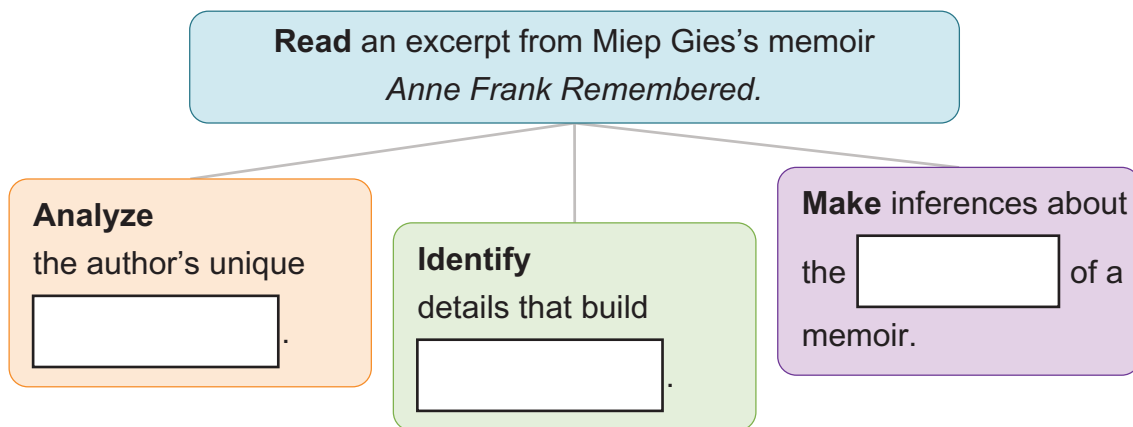 Read an excerpt from Miep Gies’s memoir
Anne Frank Remembered.
Analyze
the author’s unique
.
Identify
details that build
.
Make inferences about
the of a
memoir.